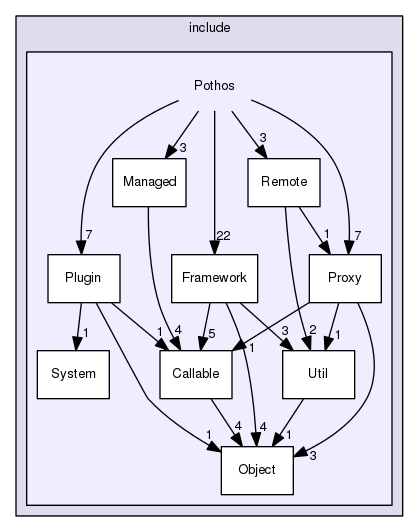 include
Pothos
3
3
Managed
Remote
1
7
22
7
Plugin
Framework
Proxy
1
1
4
5
3
2
1
1
System
Callable
Util
1
4
4
1
3
Object